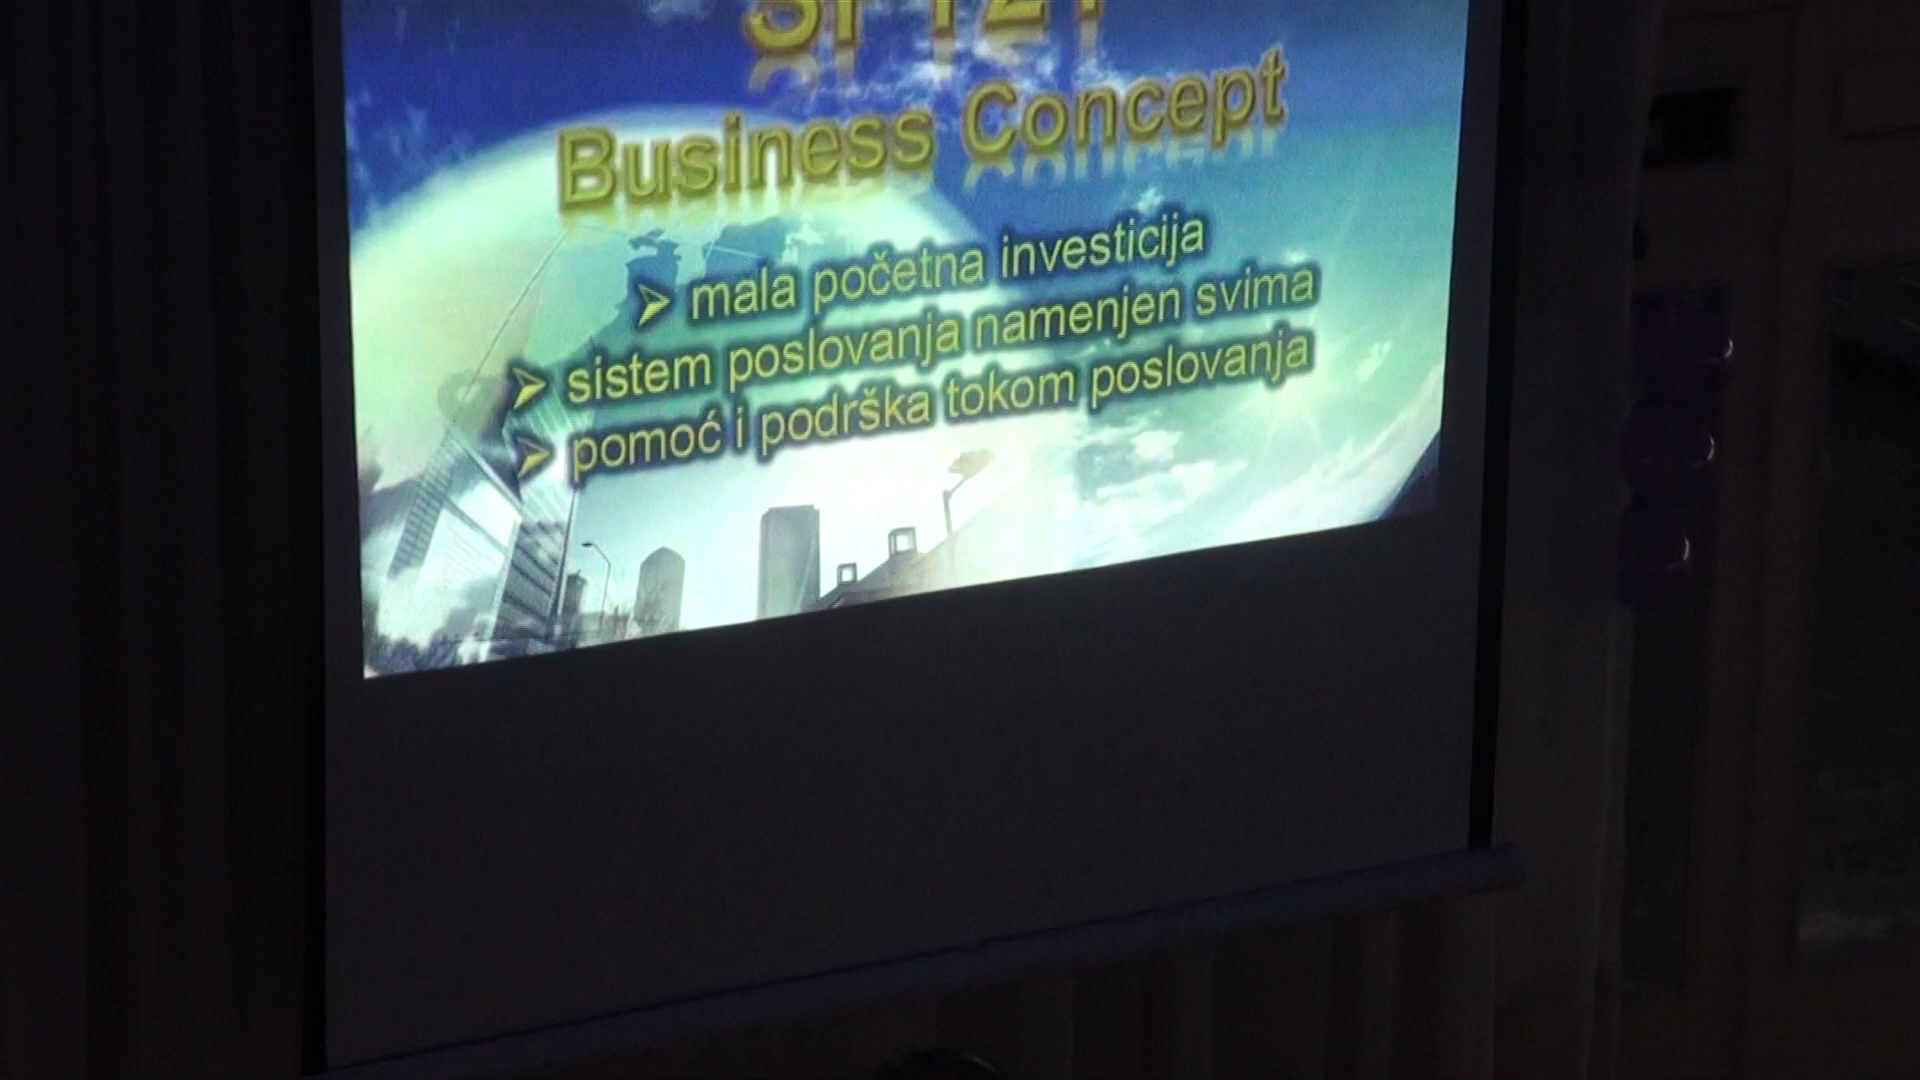 Business Concept
➢ mala početna investicija
➢ sistem poslovanja namenjen svima
➢ pomoć i podrška tokom poslovanja